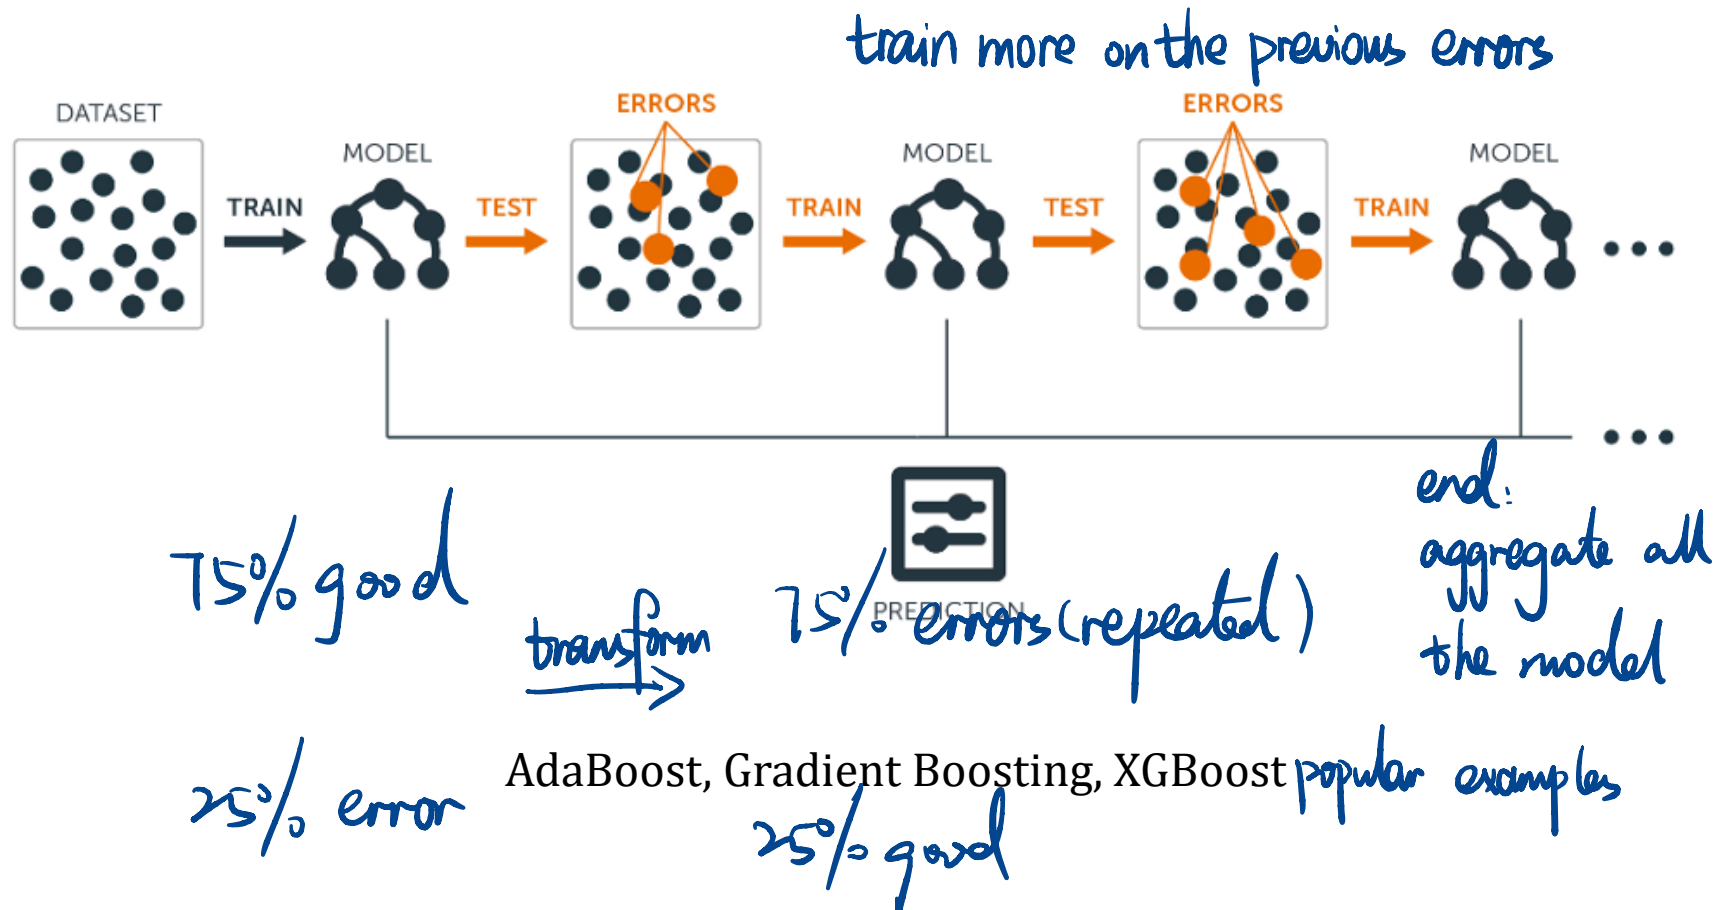 train more on the previous errors
DATASET
MODEL
ERRORS
MODEL
ERRORS
MODEL
TRAIN
TEST
TRAIN
TEST
TRAIN
end:
aggregate all
the model
75% good
transform
75% errors (repeated)
PREDICTION
25% error
AdaBoost, Gradient Boosting, XGBoost popular examples
25% good